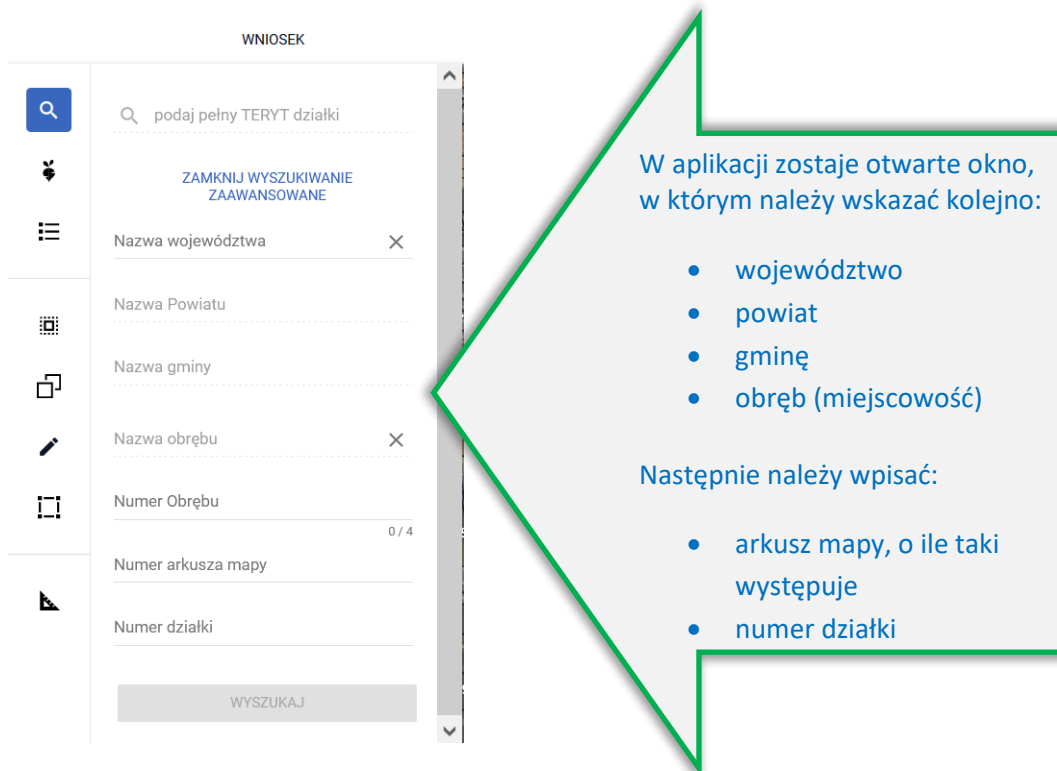 WNIOSEK
podaj pełny TERYT działki
ZAMKNIJ WYSZUKIWANIE
ZAAWANSOWANE
Nazwa województwa
Nazwa Powiatu
Nazwa gminy
Nazwa obrębu
Numer Obrębu
0 / 4
Numer arkusza mapy
Numer działki
WYSZUKAJ
W aplikacji zostaje otwarte okno,
w którym należy wskazać kolejno:
• województwo
• powiat
• gminę
• obręb (miejscowość)
Następnie należy wpisać:
• arkusz mapy, o ile taki
występuje
• numer działki